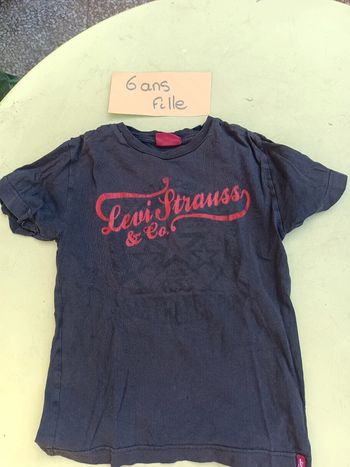 6 ans
fille
Levi Strauss
& Co.